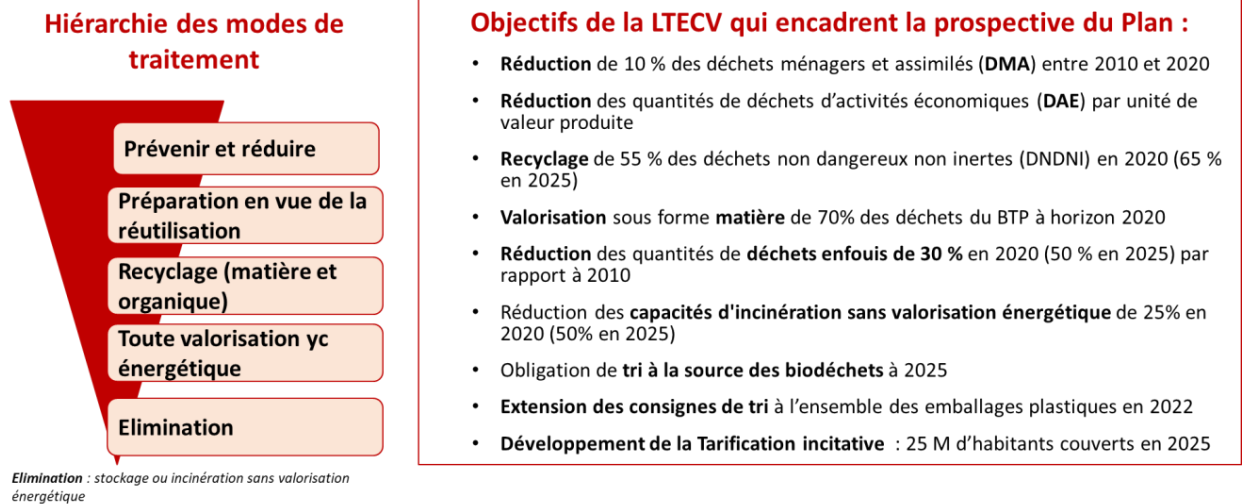 Hiérarchie des modes de
traitement
Prévenir et réduire
Préparation en vue de la
réutilisation
Recyclage (matière et
organique)
Toute valorisation yc
énergétique
Elimination
Elimination : stockage ou incinération sans valorisation
énergétique
Objectifs de la LTECV qui encadrent la prospective du Plan :
• Réduction de 10 % des déchets ménagers et assimilés (DMA) entre 2010 et 2020
• Réduction des quantités de déchets d'activités économiques (DAE) par unité de
valeur produite
• Recyclage de 55 % des déchets non dangereux non inertes (DNDNI) en 2020 (65 %
en 2025)
• Valorisation sous forme matière de 70% des déchets du BTP à horizon 2020
• Réduction des quantités de déchets enfouis de 30 % en 2020 (50 % en 2025) par
rapport à 2010
• Réduction des capacités d'incinération sans valorisation énergétique de 25% en
2020 (50% en 2025)
• Obligation de tri à la source des biodéchets à 2025
• Extension des consignes de tri à l'ensemble des emballages plastiques en 2022
• Développement de la Tarification incitative : 25 M d'habitants couverts en 2025